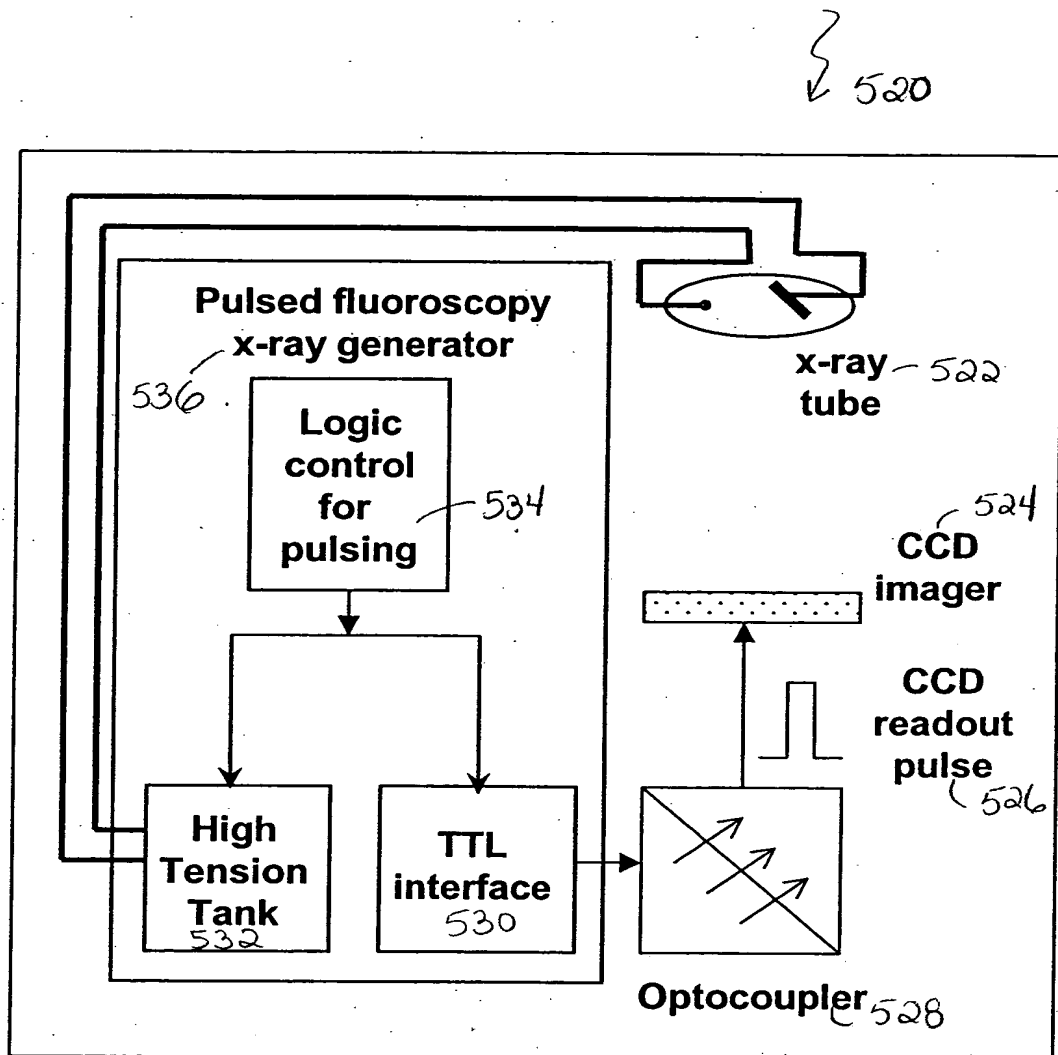 520
Pulsed fluoroscopy
x-ray generator
536
x-ray
tube
522
Logic
control
for
pulsing
534
524
CCD
imager
CCD
readout
pulse
526
High
Tension
Tank
532
TTL
interface
530
Optocoupler
528